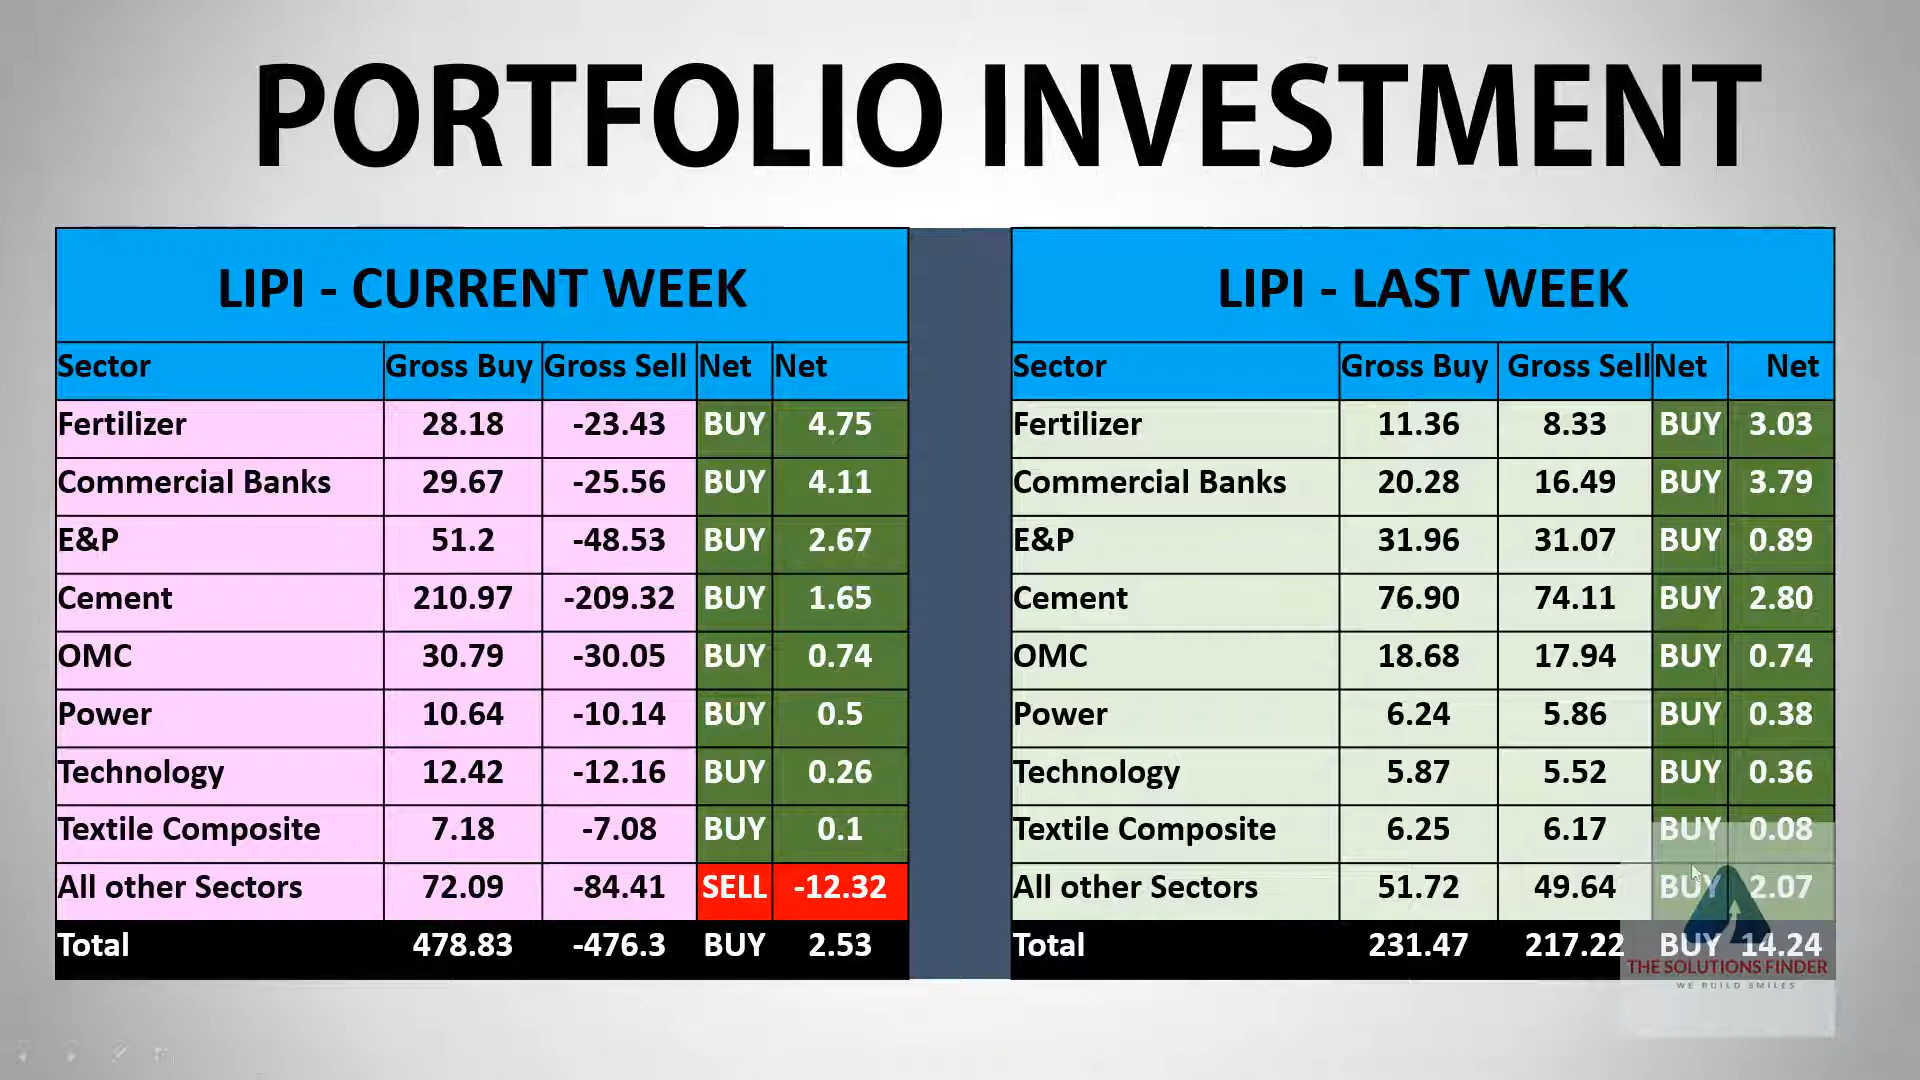 PORTFOLIO INVESTMENT
LIPI - CURRENT WEEK
Sector Gross Buy Gross Sell Net Net
Fertilizer 28.18 -23.43 BUY 4.75
Commercial Banks 29.67 -25.56 BUY 4.11
E&P 51.2 -48.53 BUY 2.67
Cement 210.97 -209.32 BUY 1.65
OMC 30.79 -30.05 BUY 0.74
Power 10.64 -10.14 BUY 0.5
Technology 12.42 -12.16 BUY 0.26
Textile Composite 7.18 -7.08 BUY 0.1
All other Sectors 72.09 -84.41 SELL -12.32
Total 478.83 -476.3 BUY 2.53
LIPI - LAST WEEK
Sector Gross Buy Gross Sell Net Net
Fertilizer 11.36 8.33 BUY 3.03
Commercial Banks 20.28 16.49 BUY 3.79
E&P 31.96 31.07 BUY 0.89
Cement 76.90 74.11 BUY 2.80
OMC 18.68 17.94 BUY 0.74
Power 6.24 5.86 BUY 0.38
Technology 5.87 5.52 BUY 0.36
Textile Composite 6.25 6.17 BUY 0.08
All other Sectors 51.72 49.64 BUY 2.07
Total 231.47 217.22 BUY 14.24
THE SOLUTIONS FINDER
WE BUILD SMILES